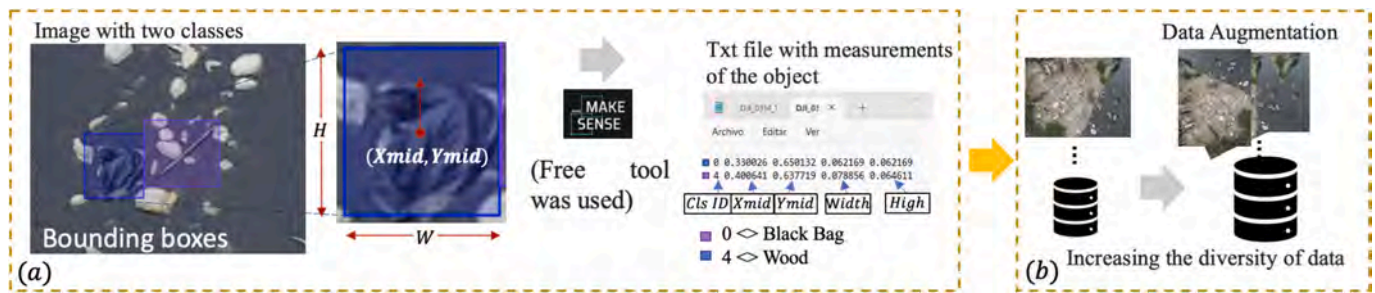 Image with two classes
H
(Xmid, Ymid)
W
Bounding boxes
(a)
MAKE
SENSE
(Free tool
was used)
Txt file with measurements
of the object
DJI_01
Archivo Editar Ver
0 0.330026 0.650132 0.062169 0.062169
4 0.400641 0.637719 0.078856 0.064611
Cls ID Xmid Ymid Width High
0 <> Black Bag
4 <> Wood
Data Augmentation
Increasing the diversity of data
(b)